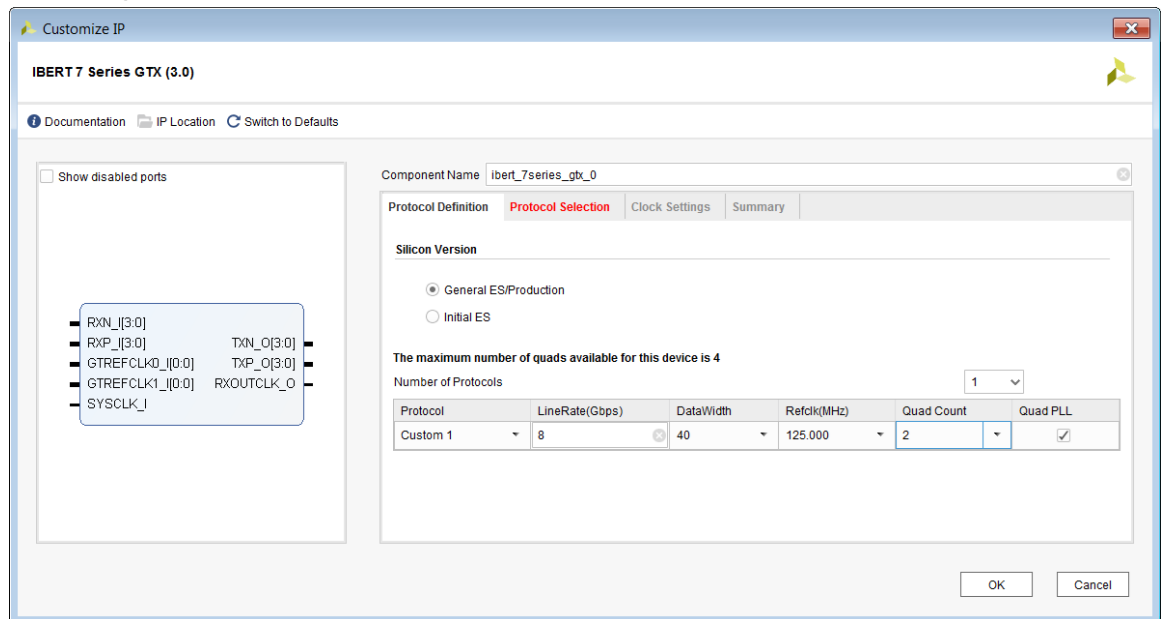 Customize IP
IBERT 7 Series GTX (3.0)
Documentation IP Location Switch to Defaults
Show disabled ports
RXN_I[3:0]
RXP_I[3:0] TXN_O[3:0]
GTREFCLK0_I[0:0] TXP_O[3:0]
GTREFCLK1_I[0:0] RXOUTCLK_O
SYSCLK_I
Component Name ibert_7series_gtx_0
Protocol Definition Protocol Selection Clock Settings Summary
Silicon Version
General ES/Production
Initial ES
The maximum number of quads available for this device is 4
Number of Protocols 1
Protocol LineRate(Gbps) DataWidth Refclk(MHz) Quad Count Quad PLL
Custom 1 8 40 125.000 2
OK Cancel